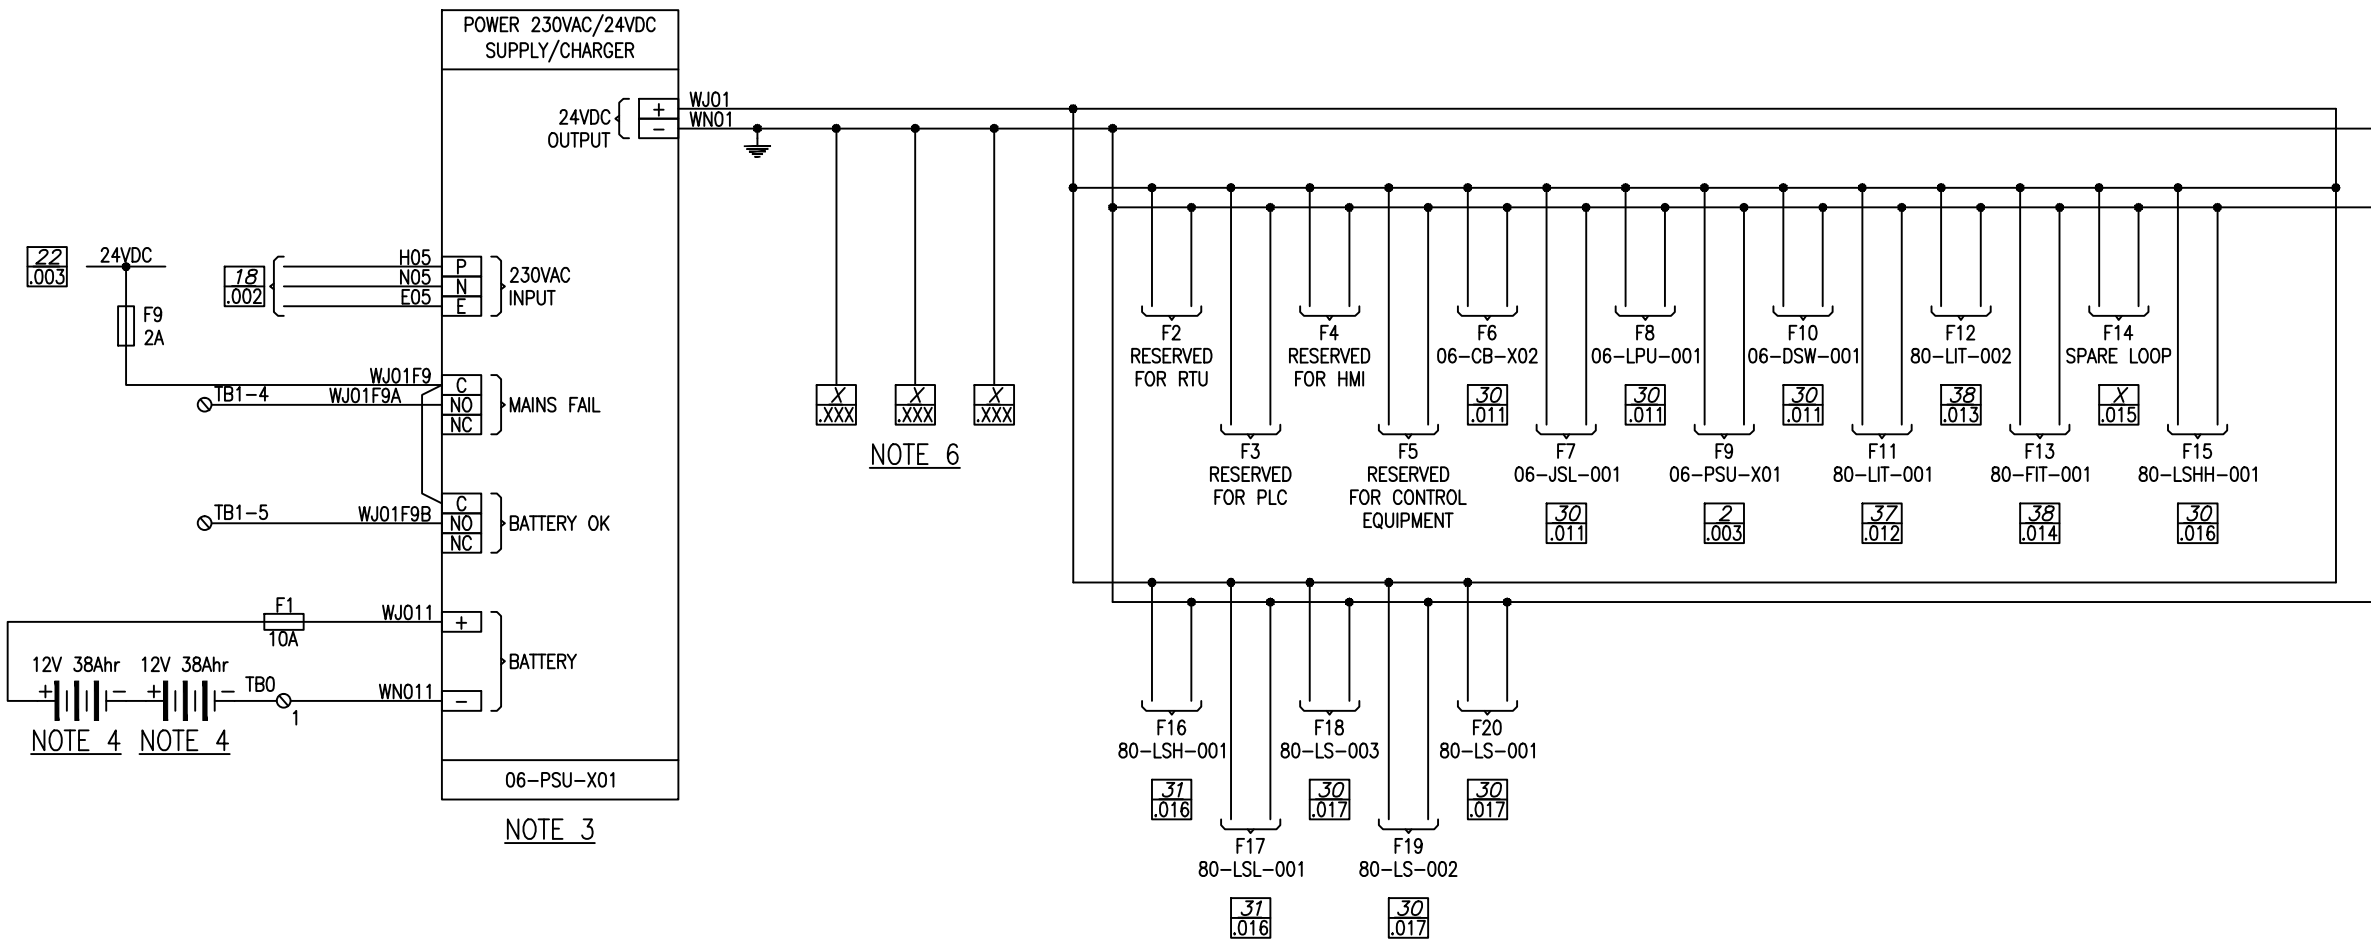 POWER 230VAC/24VDC
SUPPLY/CHARGER
24VDC
OUTPUT
+
-
WJ01
WN01
22
.003
24VDC
F9
2A
18
.002
H05
N05
E05
P
N
E
230VAC
INPUT
WJ01F9
TB1-4
WJ01F9A
C
NO
NC
MAINS FAIL
TB1-5
WJ01F9B
C
NO
NC
BATTERY OK
F1
10A
WJ011
+
BATTERY
12V 38Ahr
12V 38Ahr
+
-
+
-
TB0
1
WN011
-
NOTE 4
NOTE 4
06-PSU-X01
NOTE 3
X
.XXX
X
.XXX
X
.XXX
NOTE 6
F2
RESERVED
FOR RTU
F4
RESERVED
FOR HMI
F6
06-CB-X02
30
.011
F8
06-LPU-001
30
.011
F10
06-DSW-001
30
.011
F12
80-LIT-002
38
.013
F14
SPARE LOOP
X
.015
F3
RESERVED
FOR PLC
F5
RESERVED
FOR CONTROL
EQUIPMENT
F7
06-JSL-001
30
.011
F9
06-PSU-X01
2
.003
F11
80-LIT-001
37
.012
F13
80-FIT-001
38
.014
F15
80-LSHH-001
30
.016
F16
80-LSH-001
31
.016
F18
80-LS-003
30
.017
F20
80-LS-001
30
.017
F17
80-LSL-001
31
.016
F19
80-LS-002
30
.017